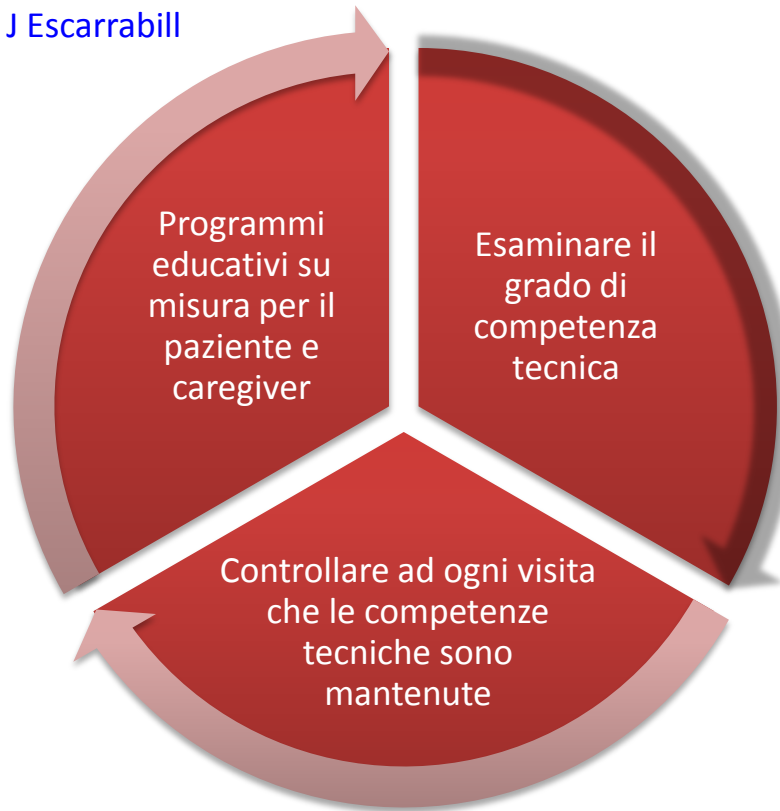 J Escarrabill
Programmi
educativi su
misura per il
paziente e
caregiver
Esaminare il
grado di
competenza
tecnica
Controllare ad ogni visita
che le competenze
tecniche sono
mantenute